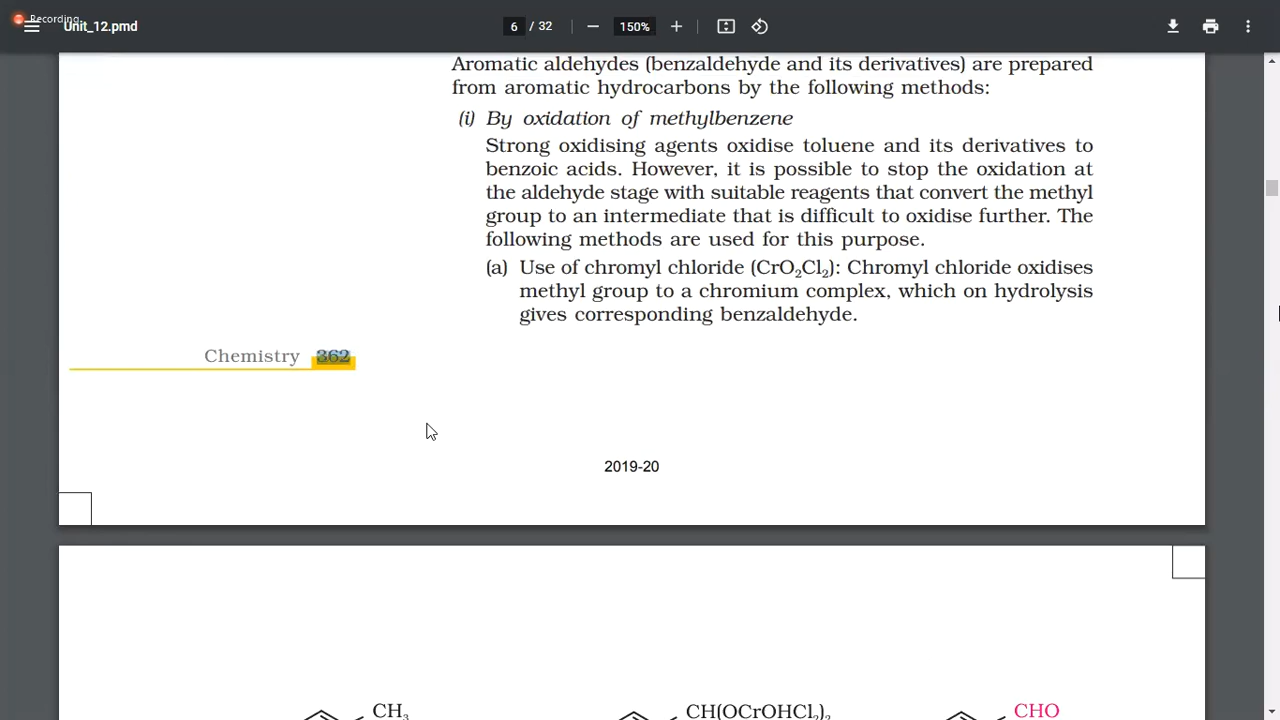 Recording
Unit_12.pmd
6 / 32
150%
Aromatic aldehydes (benzaldehyde and its derivatives) are prepared
from aromatic hydrocarbons by the following methods:
(i) By oxidation of methylbenzene
Strong oxidising agents oxidise toluene and its derivatives to
benzoic acids. However, it is possible to stop the oxidation at
the aldehyde stage with suitable reagents that convert the methyl
group to an intermediate that is difficult to oxidise further. The
following methods are used for this purpose.
(a) Use of chromyl chloride (CrO₂Cl₂): Chromyl chloride oxidises
methyl group to a chromium complex, which on hydrolysis
gives corresponding benzaldehyde.
Chemistry 362
2019-20
CH₃ CH(OCrOHCl₂)₂ CHO